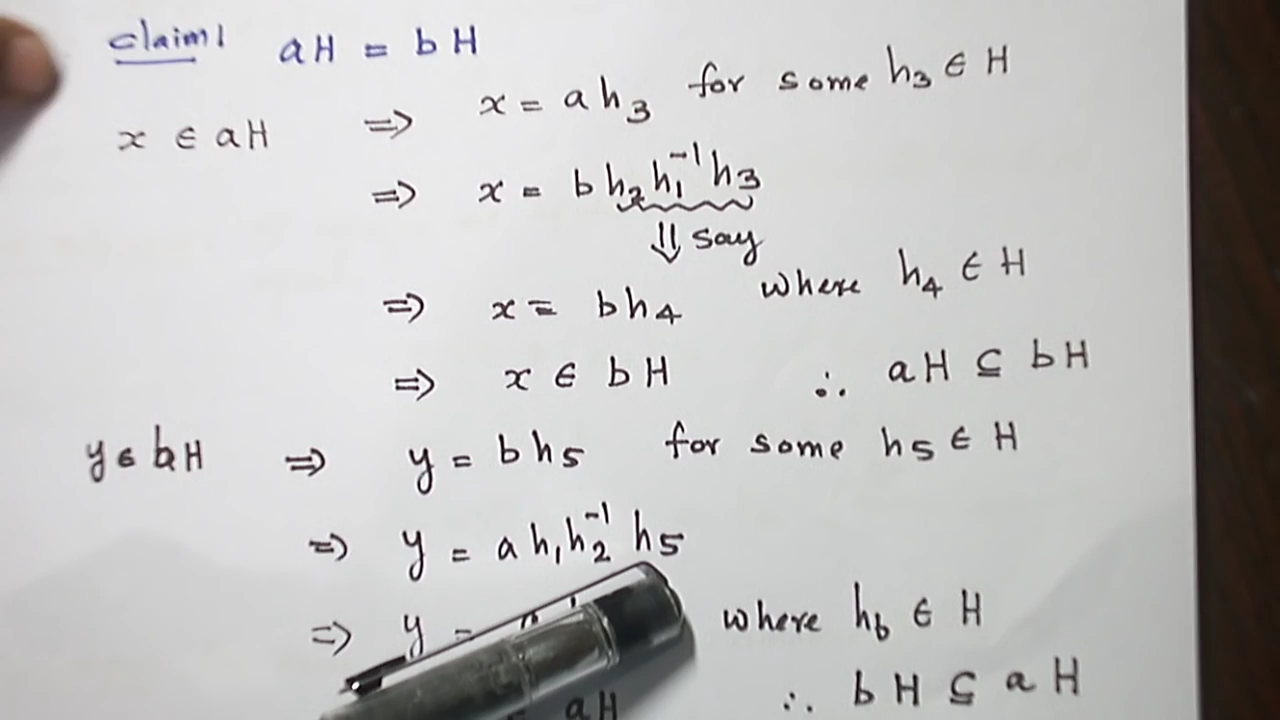 claim! aH = bH
x ∈ aH ⇒ x = ah₃ for some h₃ ∈ H
⇒ x = bh₂h₁⁻¹h₃
⇓ say
⇒ x = bh₄ where h₄ ∈ H
⇒ x ∈ bH ∴ aH ⊆ bH
y ∈ bH ⇒ y = bh₅ for some h₅ ∈ H
⇒ y = ah₁h₂⁻¹h₅
⇒ y = where h₆ ∈ H
aH ∴ bH ⊆ aH